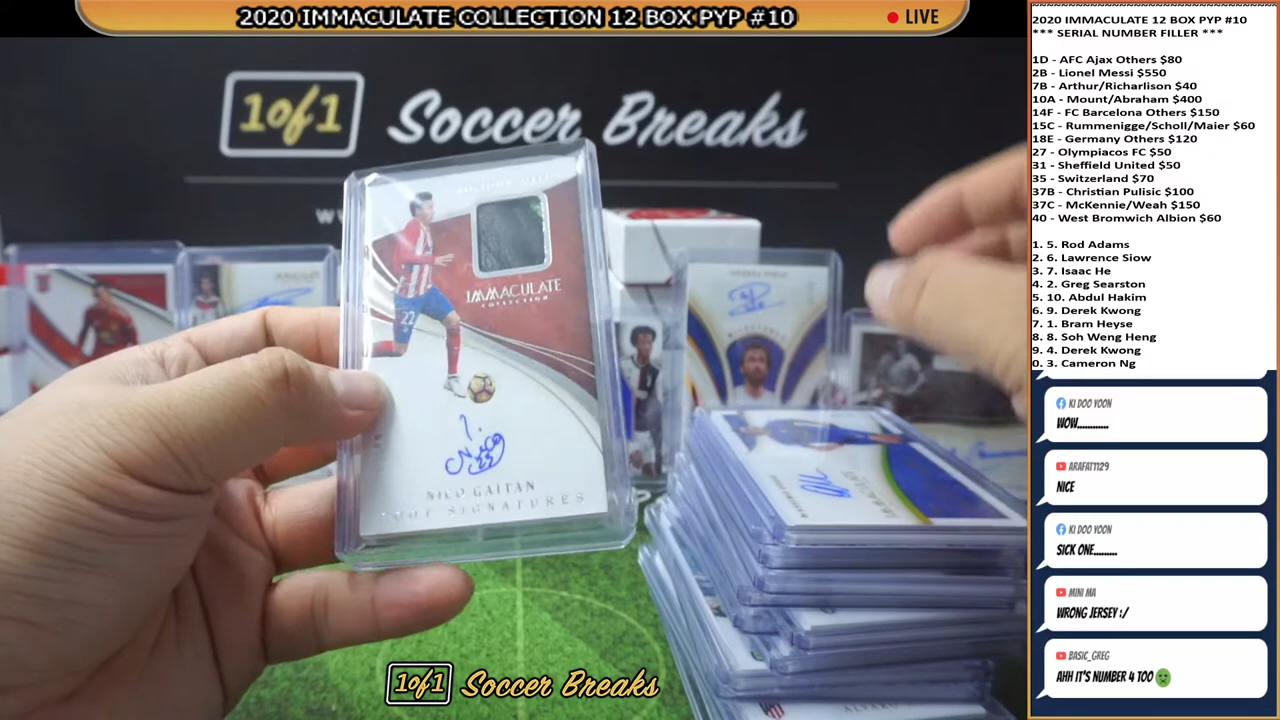 2020 IMMACULATE COLLECTION 12 BOX PYP #10
LIVE
1of1
Soccer Breaks
22
IMMACULATE
COLLECTION
NICO GAITAN
SIGNATURES
1of1 Soccer Breaks
2020 IMMACULATE 12 BOX PYP #10
*** SERIAL NUMBER FILLER ***
1D - AFC Ajax Others $80
2B - Lionel Messi $550
7B - Arthur/Richarlison $40
10A - Mount/Abraham $400
14F - FC Barcelona Others $150
15C - Rummenigge/Scholl/Maier $60
18E - Germany Others $120
27 - Olympiacos FC $50
31 - Sheffield United $50
35 - Switzerland $70
37B - Christian Pulisic $100
37C - McKennie/Weah $150
40 - West Bromwich Albion $60
1. 5. Rod Adams
2. 6. Lawrence Siow
3. 7. Isaac He
4. 2. Greg Searston
5. 10. Abdul Hakim
6. 9. Derek Kwong
7. 1. Bram Heyse
8. 8. Soh Weng Heng
9. 4. Derek Kwong
0. 3. Cameron Ng
KI DOO YOON
WOW............
ARAFAT1129
NICE
KI DOO YOON
SICK ONE.........
MINI MA
WRONG JERSEY :/
BASIC_GREG
AHH IT'S NUMBER 4 TOO